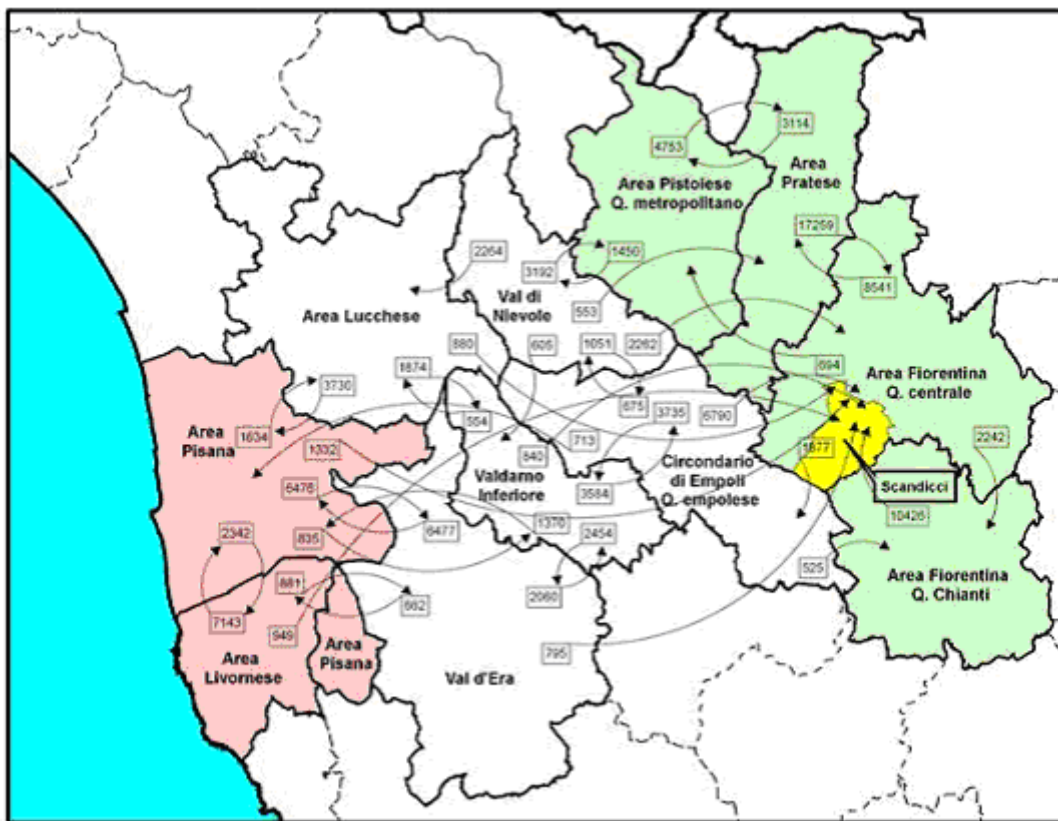 3114
4753
Area
Pratese
Area Pistoiese
Q. metropolitano
17259
2264
3192
1450
8541
Val di
Nievole
553
Area Lucchese
880
605
1051
2262
694
1874
Area Fiorentina
Q. centrale
3730
675
6790
3735
554
1634
Area
Pisana
1332
713
840
1877
2242
Valdarno
Inferiore
Circondario
di Empoli
Q. empolese
6476
3584
Scandicci
10426
1370
6477
2342
835
2454
525
881
2060
662
Area Fiorentina
Q. Chianti
7143
949
Area
Livornese
Area
Pisana
795
Val d'Era